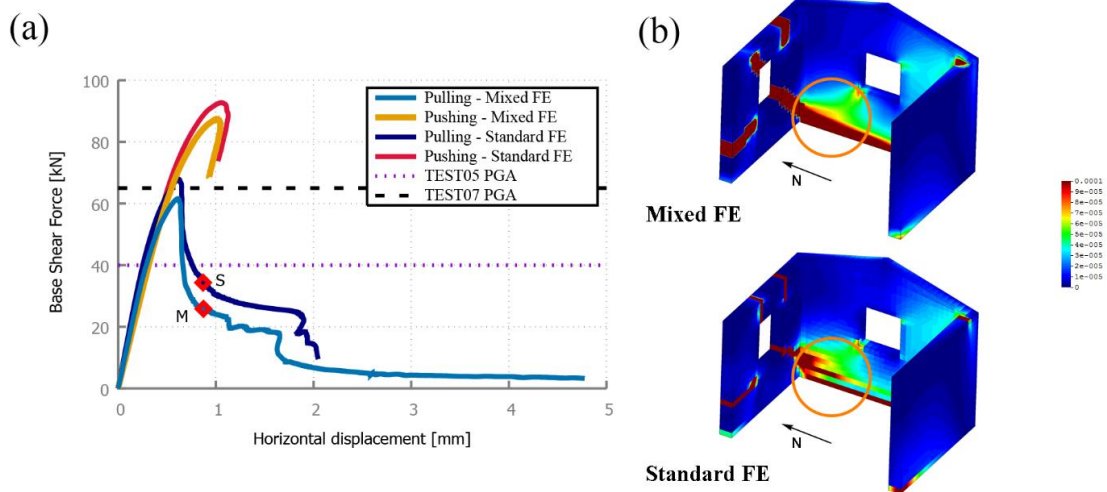 (a)
Base Shear Force [kN]
100
80
60
40
20
0
0 1 2 3 4 5
Horizontal displacement [mm]
Pulling - Mixed FE
Pushing - Mixed FE
Pulling - Standard FE
Pushing - Standard FE
TEST05 PGA
TEST07 PGA
S
M
(b)
N
Mixed FE
0.0001
9e-005
8e-005
7e-005
6e-005
5e-005
4e-005
3e-005
2e-005
1e-005
0
N
Standard FE